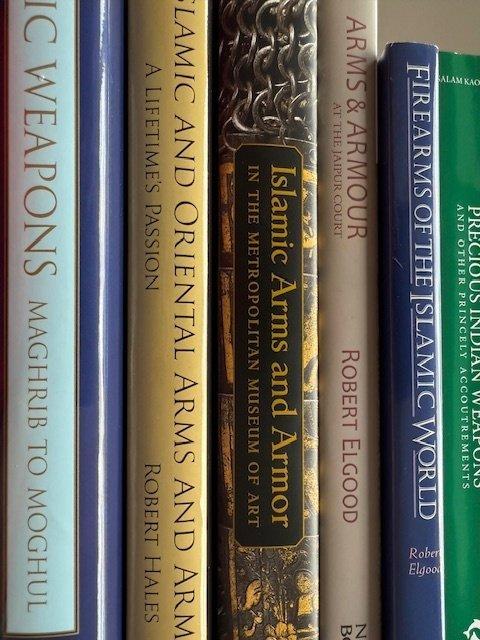 IC WEAPONS MAGHRIB TO MOGHUL
SLAMIC AND ORIENTAL ARMS AND ARM
A LIFETIME'S PASSION
ROBERT HALES
Islamic Arms and Armor
IN THE METROPOLITAN MUSEUM OF ART
ARMS & ARMOUR
AT THE JAIPUR COURT
ROBERT ELGOOD
FIREARMS OF THE ISLAMIC WORLD
Robert
Elgood
SALAM KAO
PRECIOUS INDIAN WEAPONS
AND OTHER PRINCELY ACCOUTREMENTS